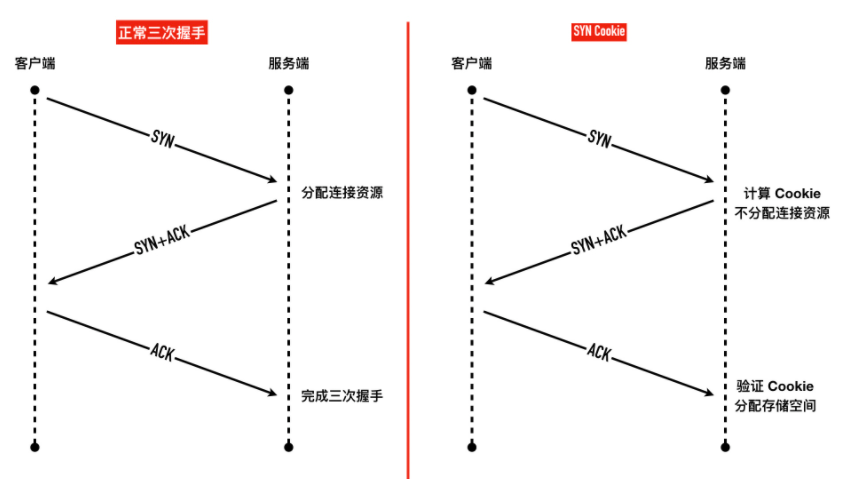 正常三次握手
客户端
服务端
SYN
分配连接资源
SYN+ACK
ACK
完成三次握手
SYN Cookie
客户端
服务端
SYN
计算 Cookie
不分配连接资源
SYN+ACK
ACK
验证 Cookie
分配存储空间